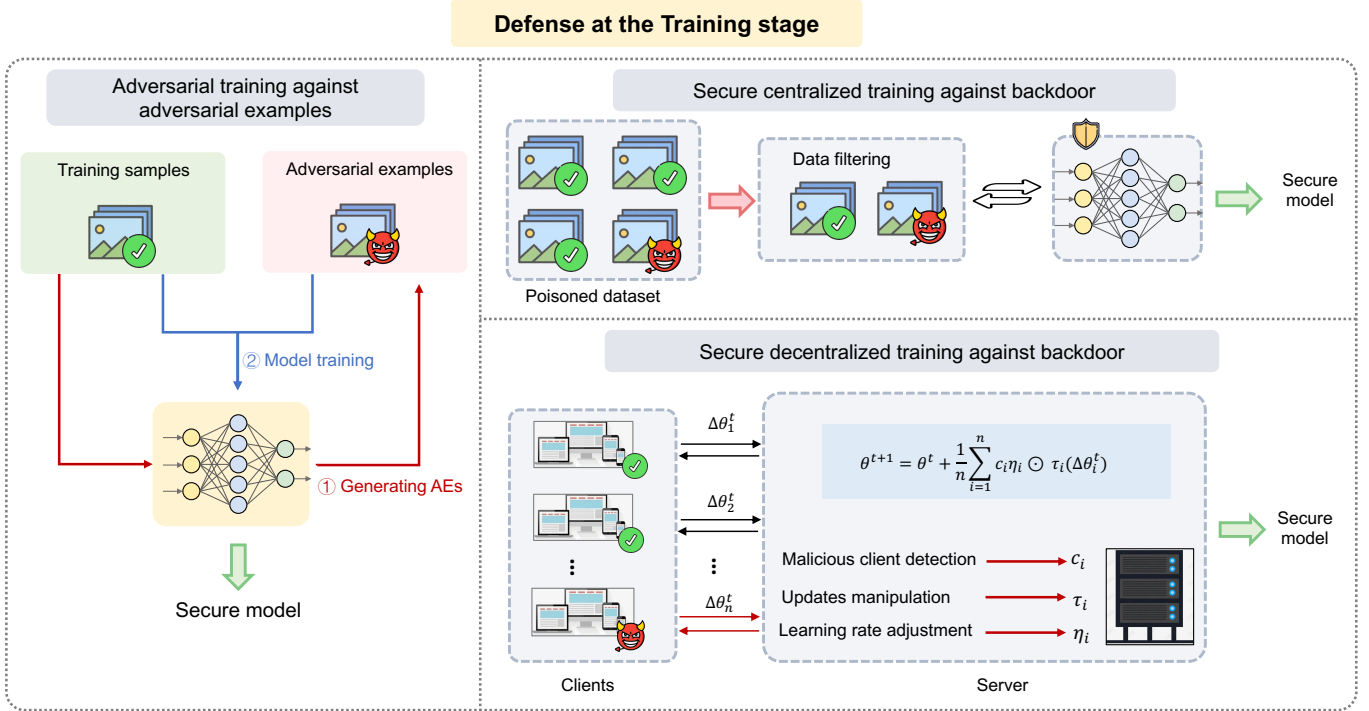 Defense at the Training stage
Adversarial training against
adversarial examples
Training samples
Adversarial examples
② Model training
① Generating AEs
Secure model
Secure centralized training against backdoor
Data filtering
Poisoned dataset
Secure
model
Secure decentralized training against backdoor
Δθ₁ᵗ
Δθ₂ᵗ
Δθₙᵗ
Clients
θᵗ⁺¹ = θᵗ + 1/n ∑ᵢ₌₁ⁿ cᵢηᵢ ⊙ τᵢ(Δθᵢᵗ)
Malicious client detection cᵢ
Updates manipulation τᵢ
Learning rate adjustment ηᵢ
Server
Secure
model